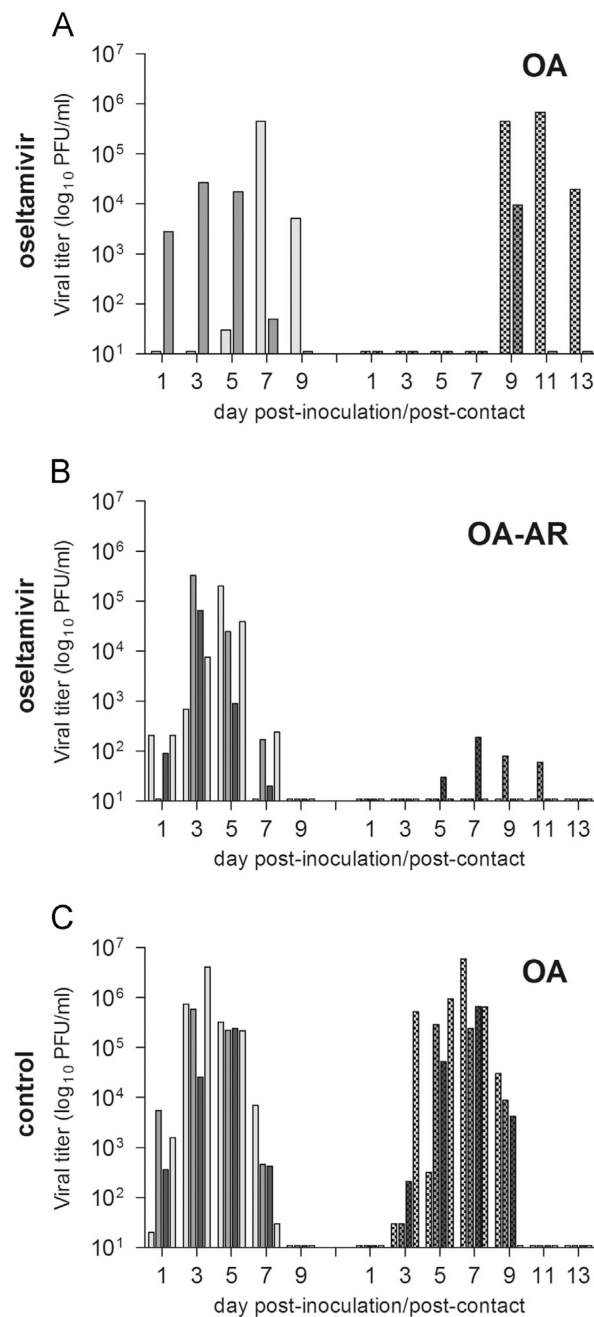 A
OA
oseltamivir
Viral titer (log10 PFU/ml)
10^7
10^6
10^5
10^4
10^3
10^2
10^1
1 3 5 7 9 1 3 5 7 9 11 13
day post-inoculation/post-contact
B
OA-AR
oseltamivir
Viral titer (log10 PFU/ml)
10^7
10^6
10^5
10^4
10^3
10^2
10^1
1 3 5 7 9 1 3 5 7 9 11 13
day post-inoculation/post-contact
C
OA
control
Viral titer (log10 PFU/ml)
10^7
10^6
10^5
10^4
10^3
10^2
10^1
1 3 5 7 9 1 3 5 7 9 11 13
day post-inoculation/post-contact